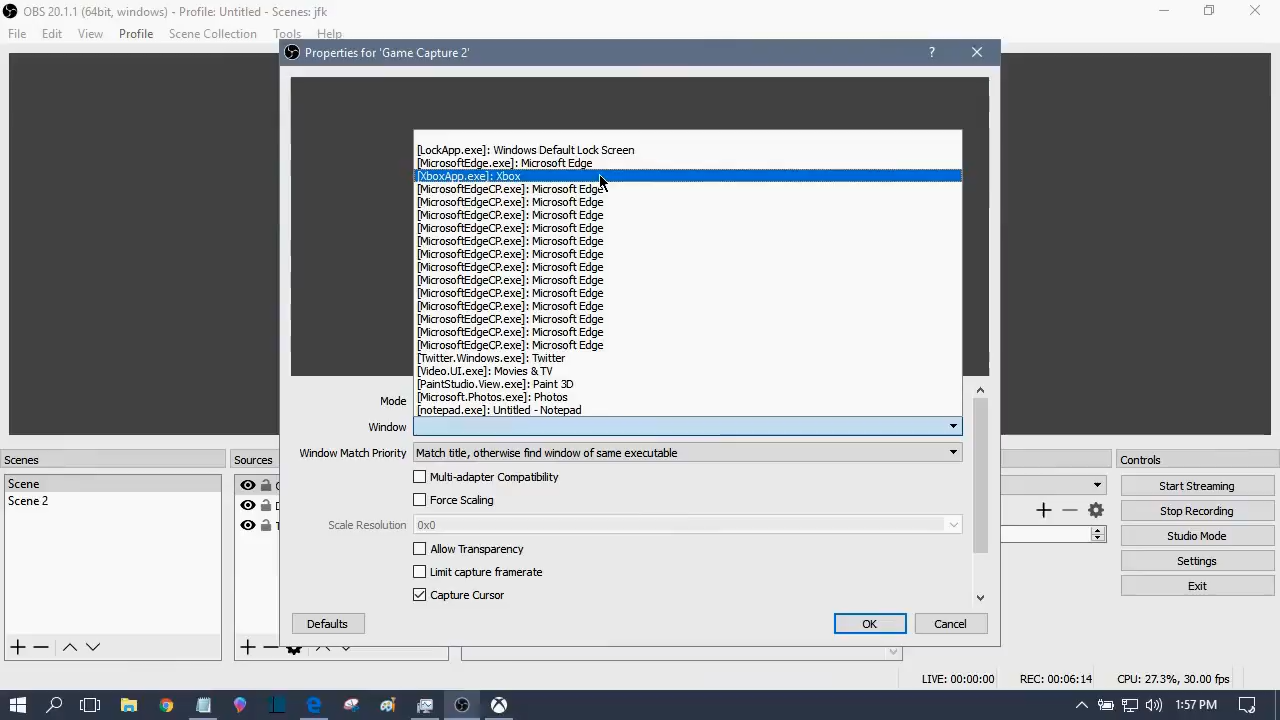 OBS 20.1.1 (64bit, windows) - Profile: Untitled - Scenes: jfk
File Edit View Profile Scene Collection Tools Help
Properties for 'Game Capture 2'
?
[LockApp.exe]: Windows Default Lock Screen
[MicrosoftEdge.exe]: Microsoft Edge
[XboxApp.exe]: Xbox
[MicrosoftEdgeCP.exe]: Microsoft Edge
[MicrosoftEdgeCP.exe]: Microsoft Edge
[MicrosoftEdgeCP.exe]: Microsoft Edge
[MicrosoftEdgeCP.exe]: Microsoft Edge
[MicrosoftEdgeCP.exe]: Microsoft Edge
[MicrosoftEdgeCP.exe]: Microsoft Edge
[MicrosoftEdgeCP.exe]: Microsoft Edge
[MicrosoftEdgeCP.exe]: Microsoft Edge
[MicrosoftEdgeCP.exe]: Microsoft Edge
[MicrosoftEdgeCP.exe]: Microsoft Edge
[MicrosoftEdgeCP.exe]: Microsoft Edge
[MicrosoftEdgeCP.exe]: Microsoft Edge
[MicrosoftEdgeCP.exe]: Microsoft Edge
[Twitter.Windows.exe]: Twitter
[Video.UI.exe]: Movies & TV
[PaintStudio.View.exe]: Paint 3D
[Microsoft.Photos.exe]: Photos
[notepad.exe]: Untitled - Notepad
Mode
Window
Window Match Priority Match title, otherwise find window of same executable
Multi-adapter Compatibility
Force Scaling
Scale Resolution 0x0
Allow Transparency
Limit capture framerate
Capture Cursor
Defaults OK Cancel
Scenes
Scene
Scene 2
Sources
Controls
Start Streaming
Stop Recording
Studio Mode
Settings
Exit
LIVE: 00:00:00 REC: 00:06:14 CPU: 27.3%, 30.00 fps
1:57 PM